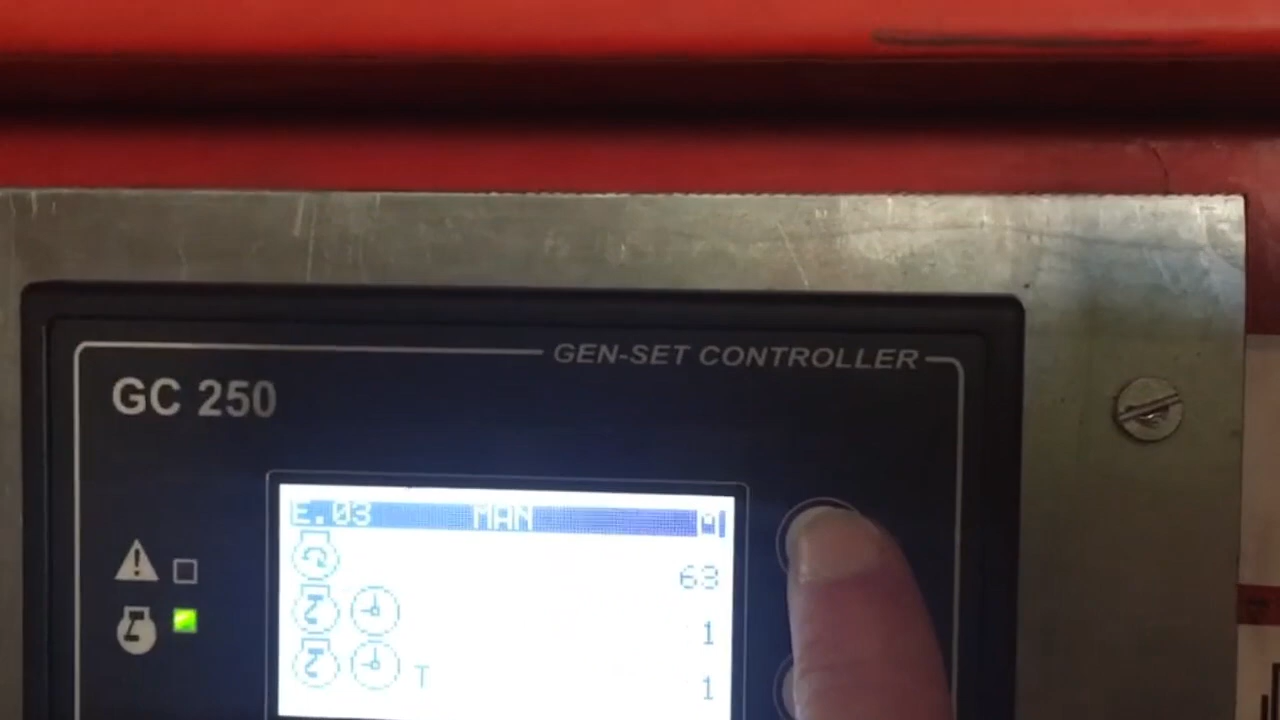 GEN-SET CONTROLLER
GC 250
E.03 MAN
63
1
T 1